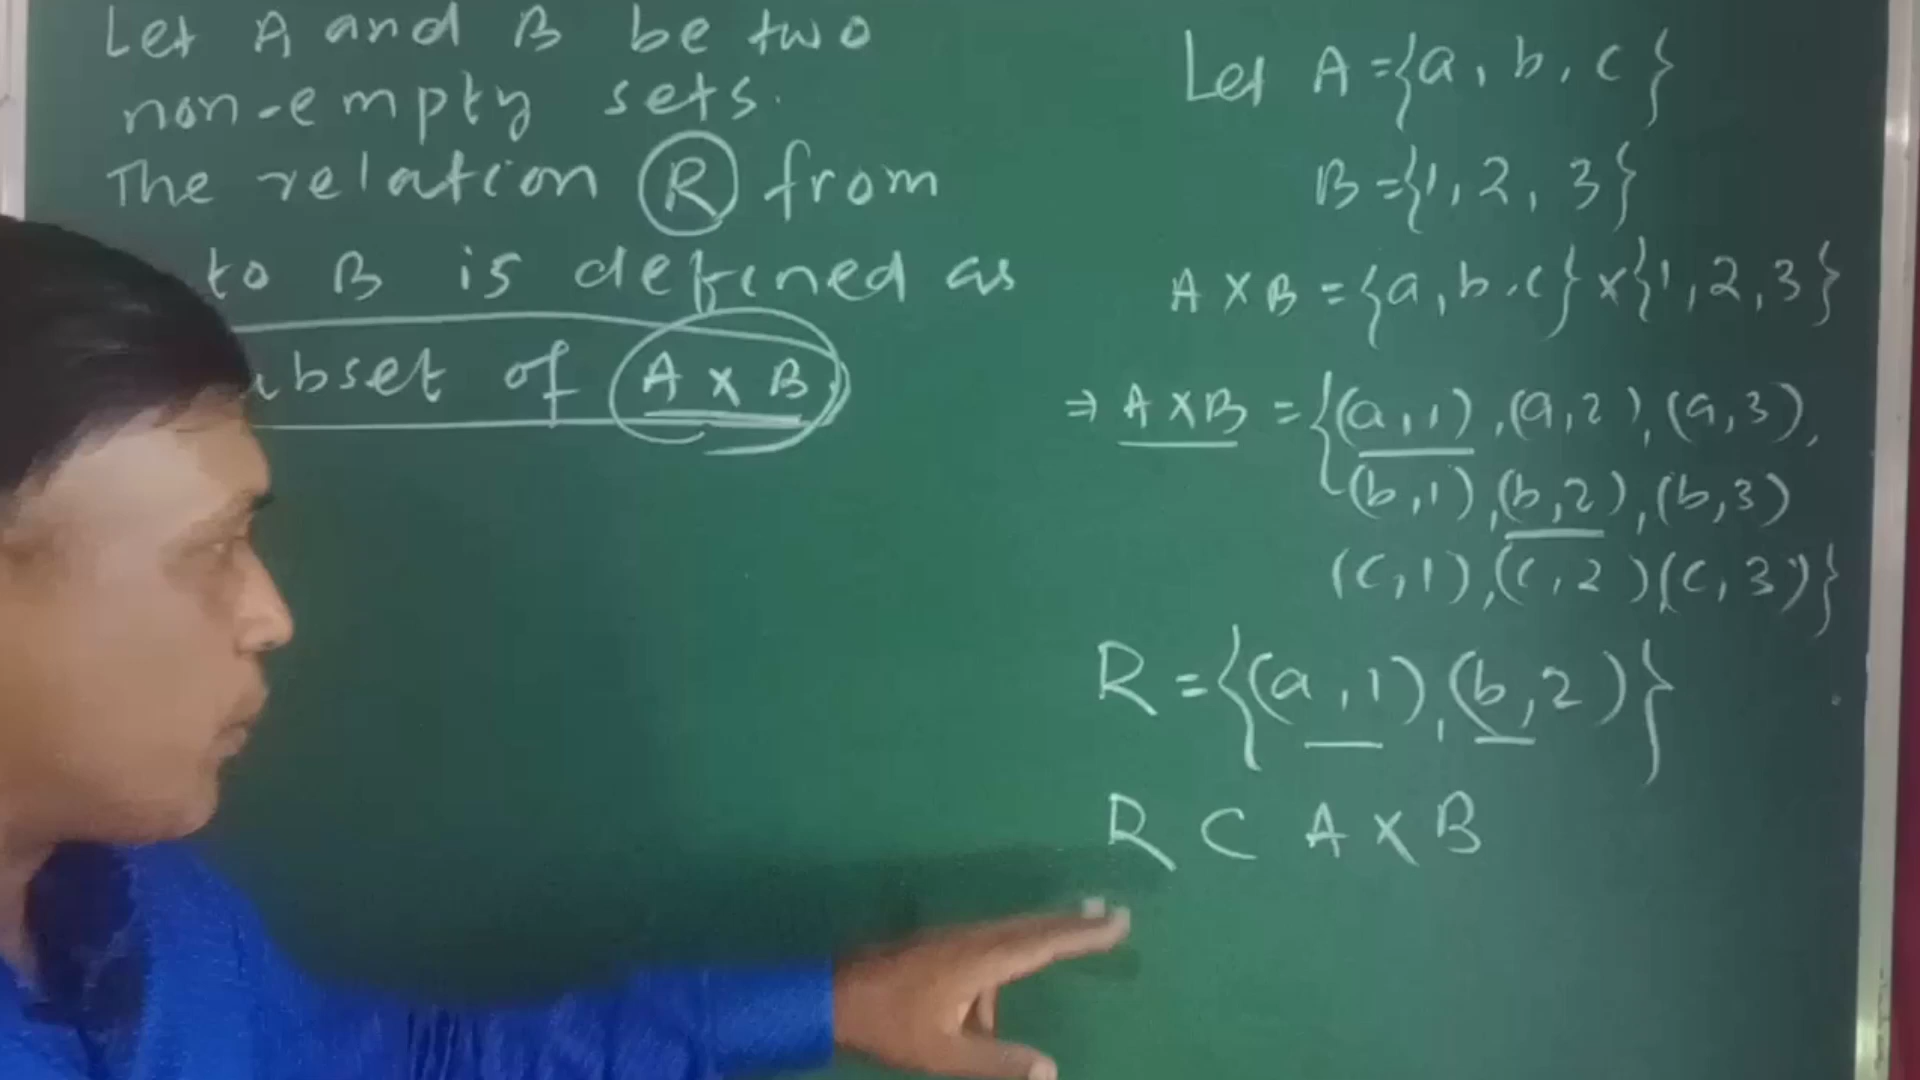 Let A and B be two
non-empty sets.
The relation R from
to B is defined as
of A × B
Let A = {a, b, c}
B = {1, 2, 3}
A × B = {a, b, c} × {1, 2, 3}
⇒ A × B = {(a, 1), (a, 2), (a, 3),
(b, 1), (b, 2), (b, 3)
(c, 1), (c, 2) (c, 3)}
R = {(a, 1), (b, 2)}
R ⊂ A × B